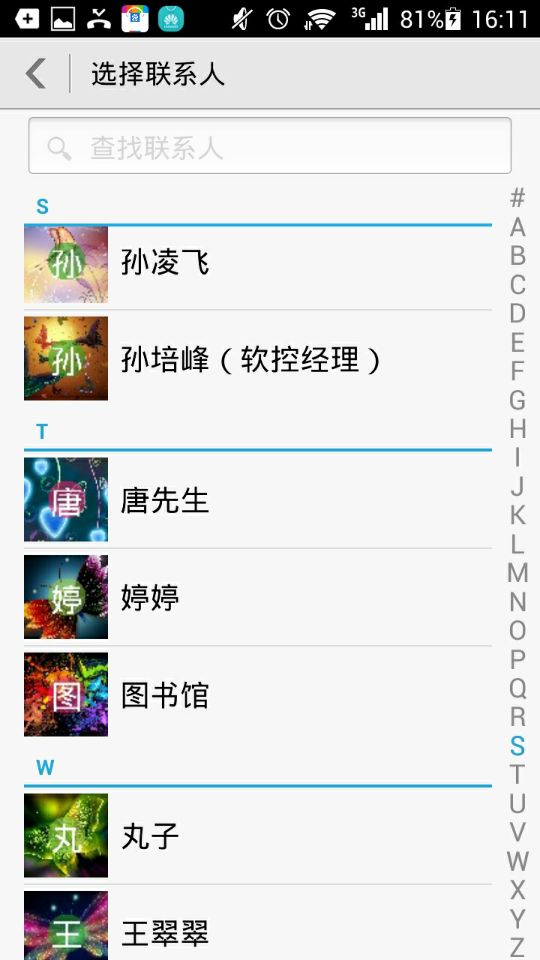 3G 81% 16:11
选择联系人
查找联系人
S
孙 孙凌飞
孙 孙培峰（软控经理）
T
唐 唐先生
婷 婷婷
图 图书馆
W
丸 丸子
王 王翠翠
#
A
B
C
D
E
F
G
H
I
J
K
L
M
N
O
P
Q
R
S
T
U
V
W
X
Y
Z